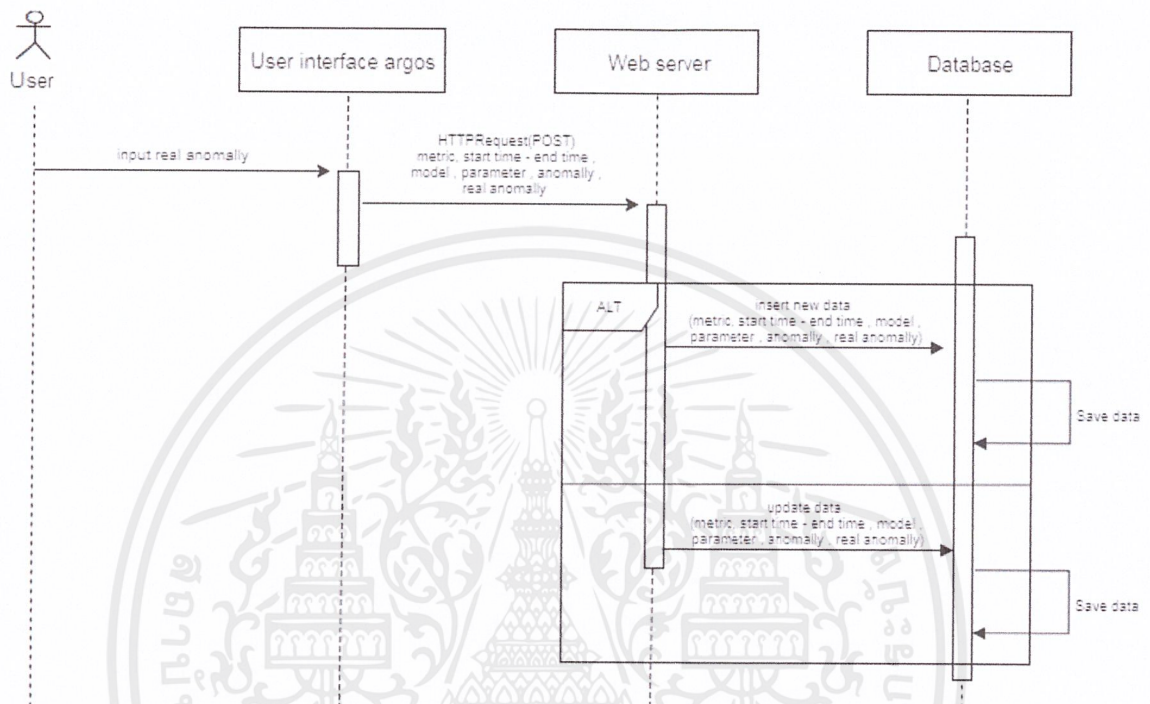 User
User interface argos
Web server
Database
input real anomally
HTTPRequest(POST)
metric, start time - end time ,
model , parameter , anomally ,
real anomally
ALT
insert new data
(metric, start time - end time , model ,
parameter , anomally , real anomally)
Save data
update data
(metric, start time - end time , model ,
parameter , anomally , real anomally)
Save data